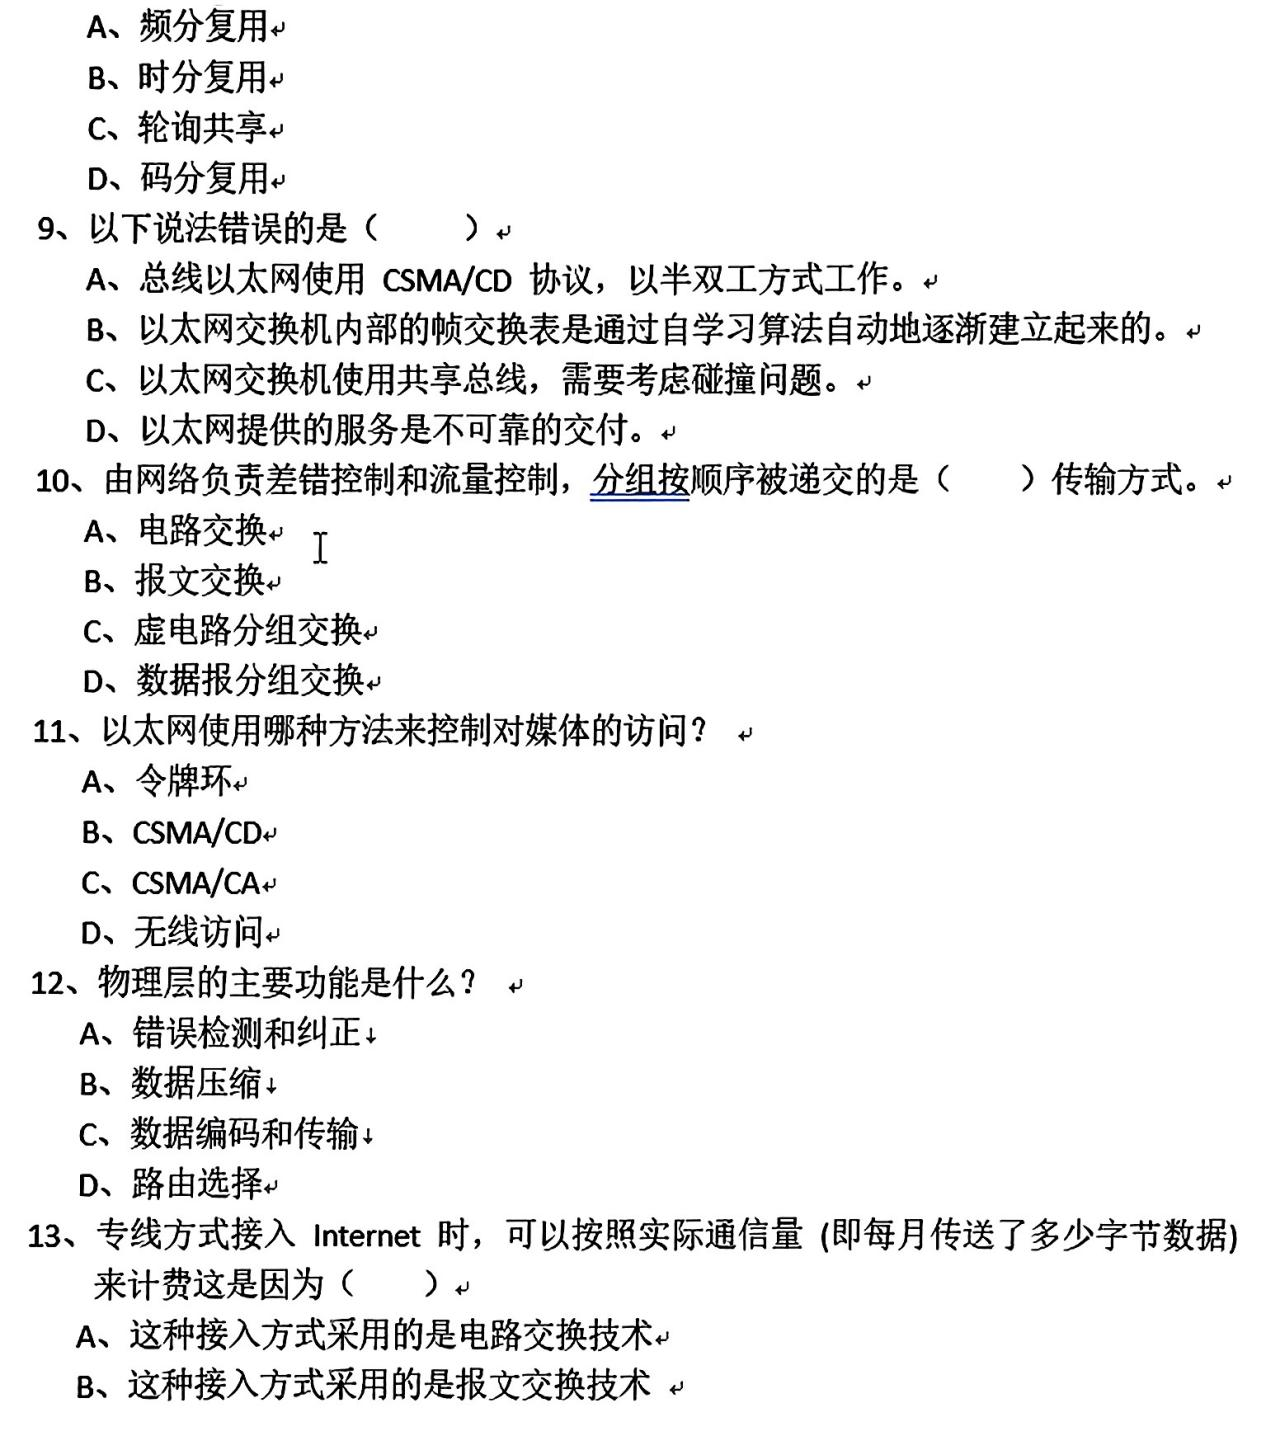 A、频分复用
B、时分复用
C、轮询共享
D、码分复用
9、以下说法错误的是（　　）
A、总线以太网使用 CSMA/CD 协议，以半双工方式工作。
B、以太网交换机内部的帧交换表是通过自学习算法自动地逐渐建立起来的。
C、以太网交换机使用共享总线，需要考虑碰撞问题。
D、以太网提供的服务是不可靠的交付。
10、由网络负责差错控制和流量控制，分组按顺序被递交的是（　　）传输方式。
A、电路交换
B、报文交换
C、虚电路分组交换
D、数据报分组交换
11、以太网使用哪种方法来控制对媒体的访问？
A、令牌环
B、CSMA/CD
C、CSMA/CA
D、无线访问
12、物理层的主要功能是什么？
A、错误检测和纠正
B、数据压缩
C、数据编码和传输
D、路由选择
13、专线方式接入 Internet 时，可以按照实际通信量 (即每月传送了多少字节数据)
来计费这是因为（　　）
A、这种接入方式采用的是电路交换技术
B、这种接入方式采用的是报文交换技术